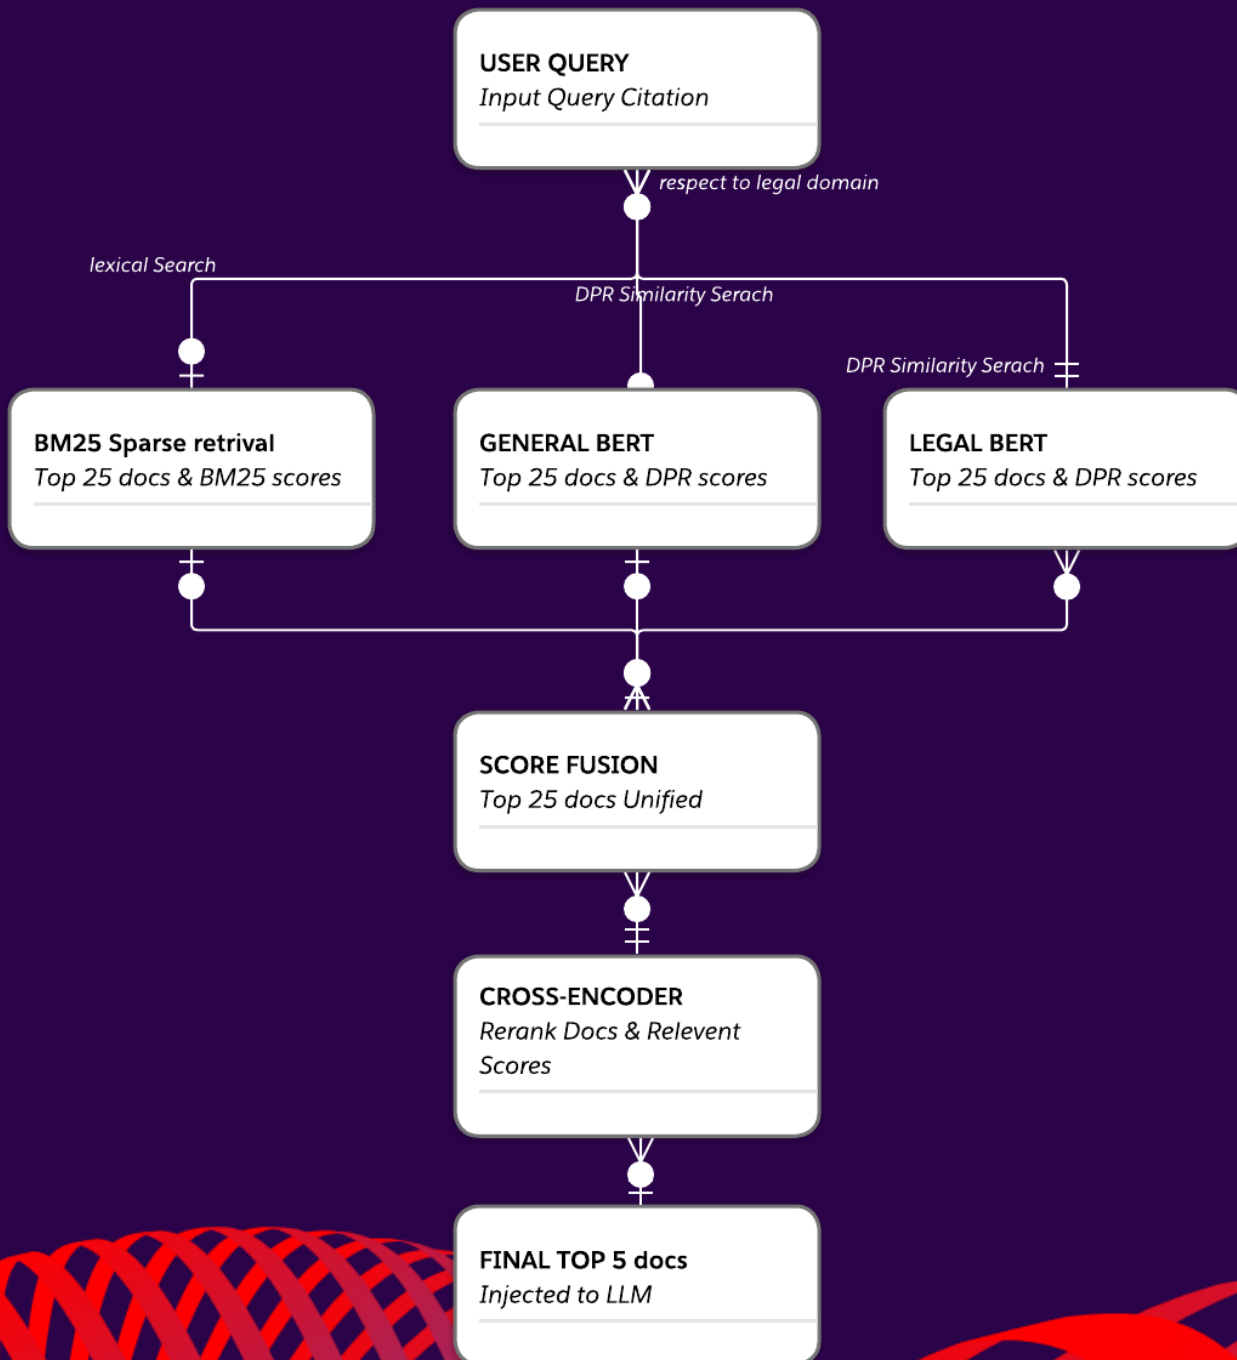 USER QUERY
Input Query Citation
respect to legal domain
lexical Search
DPR Similarity Serach
DPR Similarity Serach
BM25 Sparse retrival
Top 25 docs & BM25 scores
GENERAL BERT
Top 25 docs & DPR scores
LEGAL BERT
Top 25 docs & DPR scores
SCORE FUSION
Top 25 docs Unified
CROSS-ENCODER
Rerank Docs & Relevent
Scores
FINAL TOP 5 docs
Injected to LLM